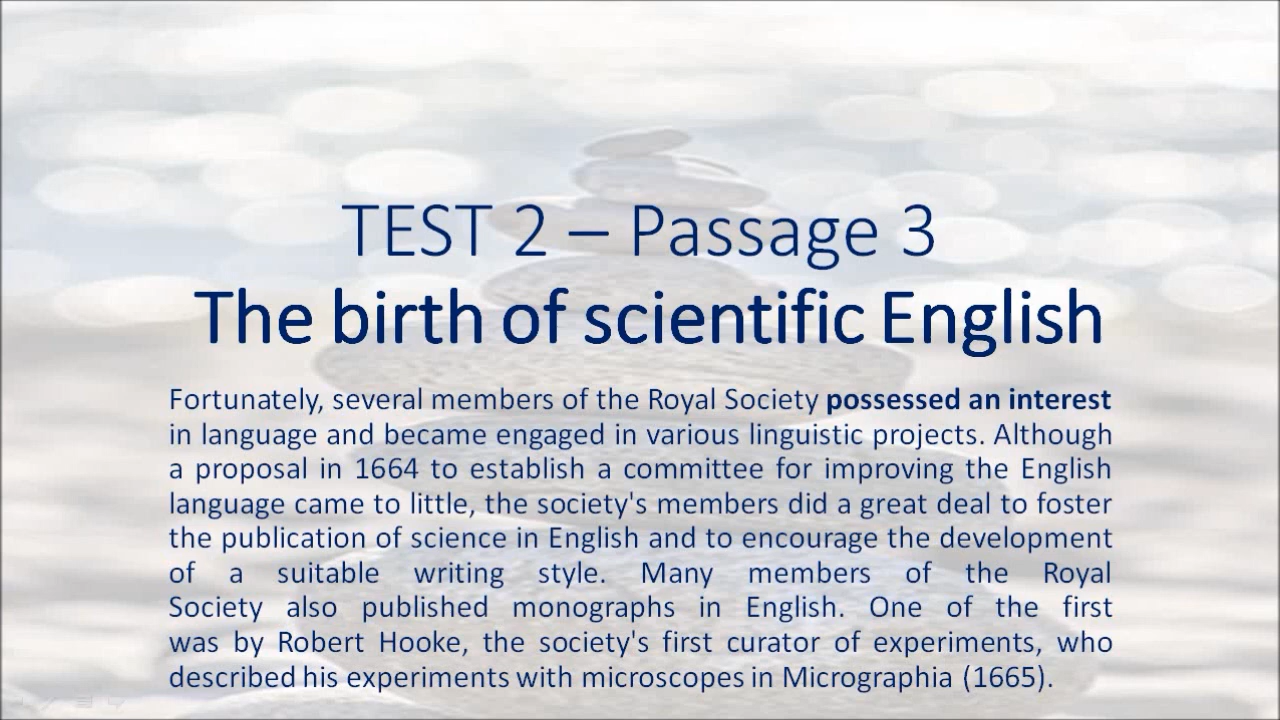 TEST 2 – Passage 3
The birth of scientific English
Fortunately, several members of the Royal Society possessed an interest
in language and became engaged in various linguistic projects. Although
a proposal in 1664 to establish a committee for improving the English
language came to little, the society's members did a great deal to foster
the publication of science in English and to encourage the development
of a suitable writing style. Many members of the Royal
Society also published monographs in English. One of the first
was by Robert Hooke, the society's first curator of experiments, who
described his experiments with microscopes in Micrographia (1665).